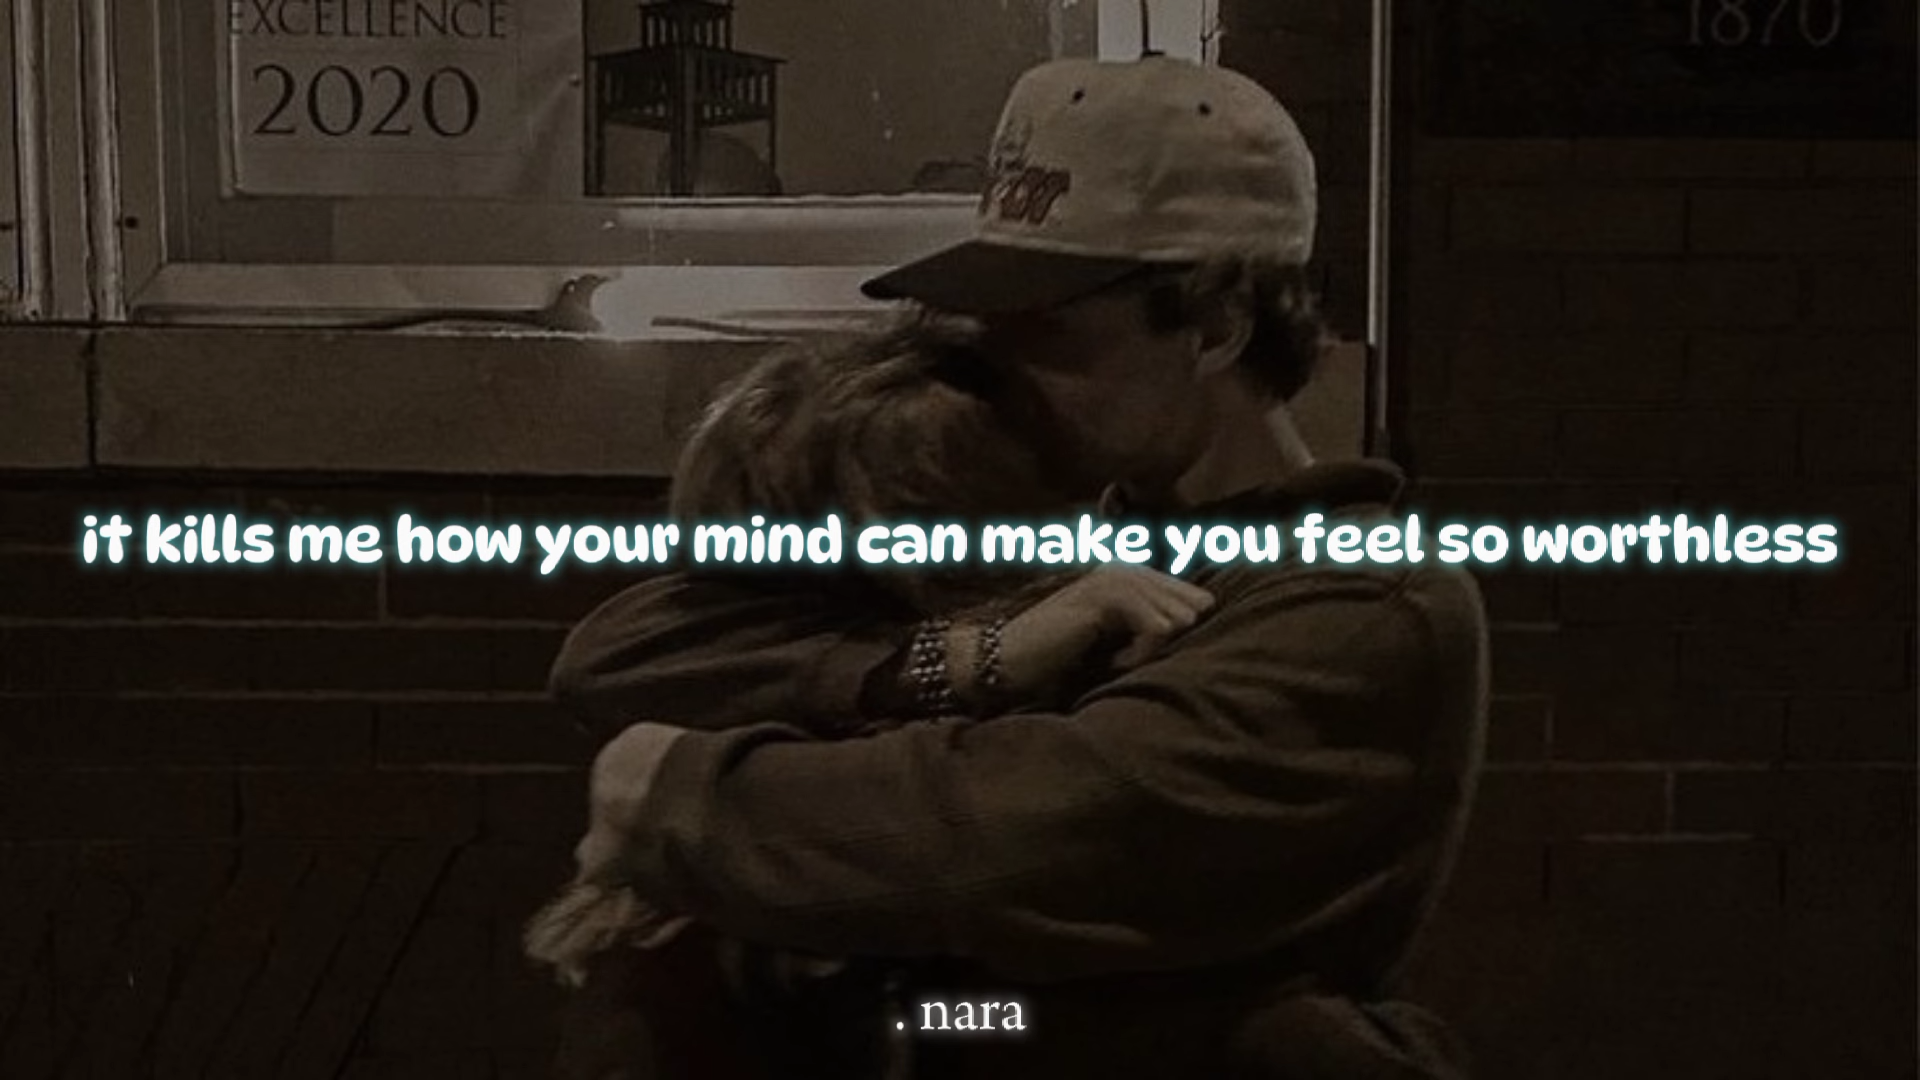 EXCELLENCE
2020
1870
it kills me how your mind can make you feel so worthless
. nara